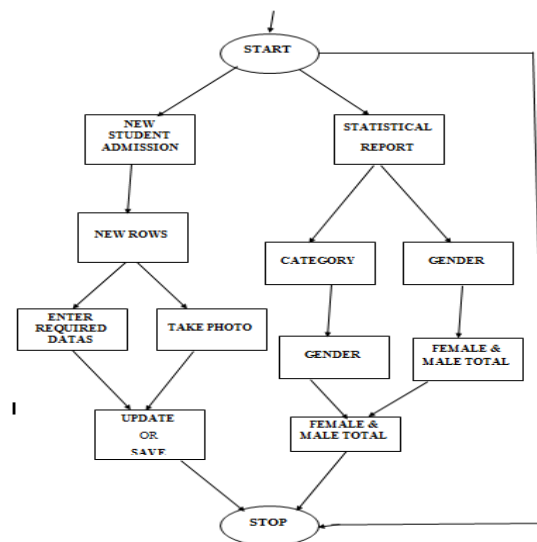 START
NEW
STUDENT
ADMISSION
STATISTICAL
REPORT
NEW ROWS
CATEGORY
GENDER
ENTER
REQUIRED
DATAS
TAKE PHOTO
GENDER
FEMALE &
MALE TOTAL
UPDATE
OR
SAVE
FEMALE &
MALE TOTAL
STOP